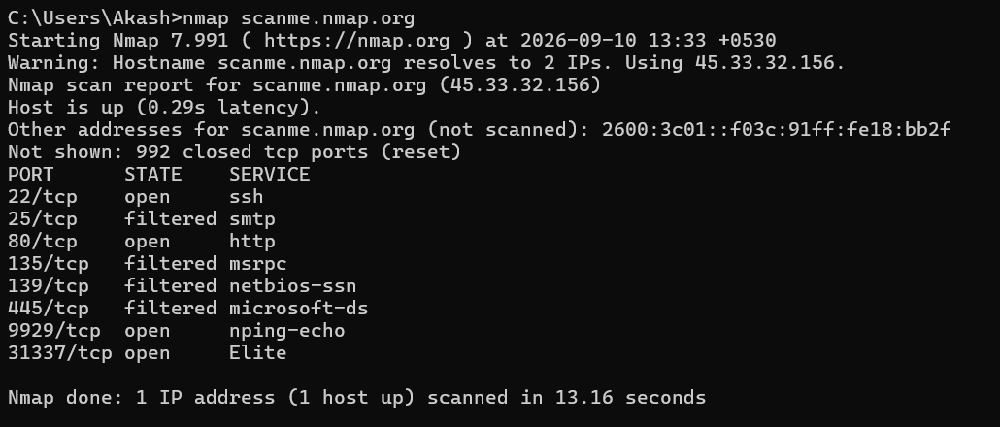 C:\Users\Akash>nmap scanme.nmap.org
Starting Nmap 7.991 ( https://nmap.org ) at 2026-09-10 13:33 +0530
Warning: Hostname scanme.nmap.org resolves to 2 IPs. Using 45.33.32.156.
Nmap scan report for scanme.nmap.org (45.33.32.156)
Host is up (0.29s latency).
Other addresses for scanme.nmap.org (not scanned): 2600:3c01::f03c:91ff:fe18:bb2f
Not shown: 992 closed tcp ports (reset)
PORT      STATE    SERVICE
22/tcp    open     ssh
25/tcp    filtered smtp
80/tcp    open     http
135/tcp   filtered msrpc
139/tcp   filtered netbios-ssn
445/tcp   filtered microsoft-ds
9929/tcp  open     nping-echo
31337/tcp open     Elite

Nmap done: 1 IP address (1 host up) scanned in 13.16 seconds